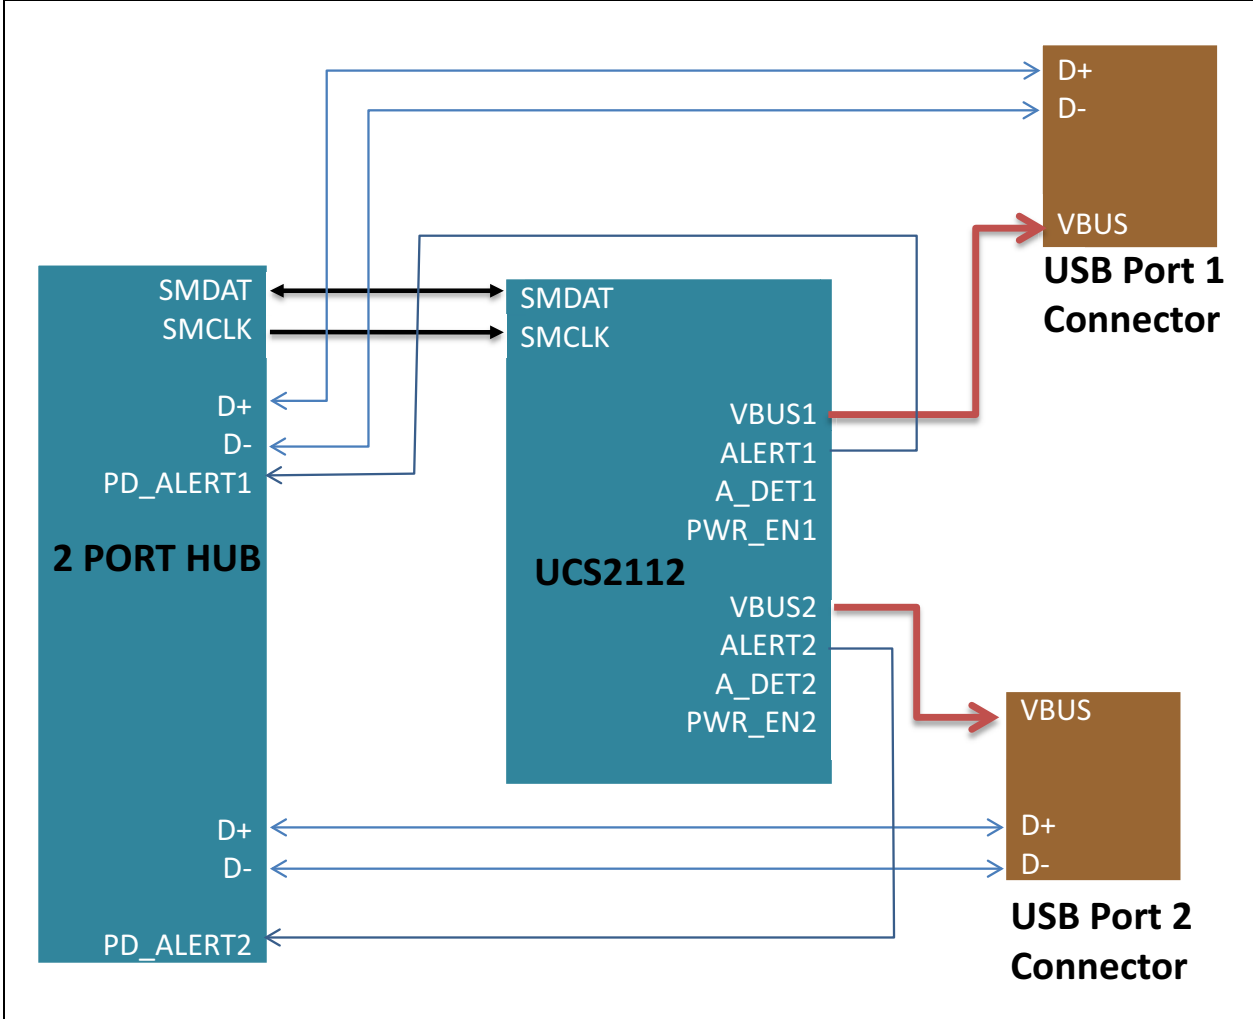 D+
D-
VBUS
USB Port 1
Connector
SMDAT
SMCLK
D+
D-
PD_ALERT1
2 PORT HUB
D+
D-
PD_ALERT2
SMDAT
SMCLK
VBUS1
ALERT1
A_DET1
PWR_EN1
UCS2112
VBUS2
ALERT2
A_DET2
PWR_EN2
VBUS
D+
D-
USB Port 2
Connector